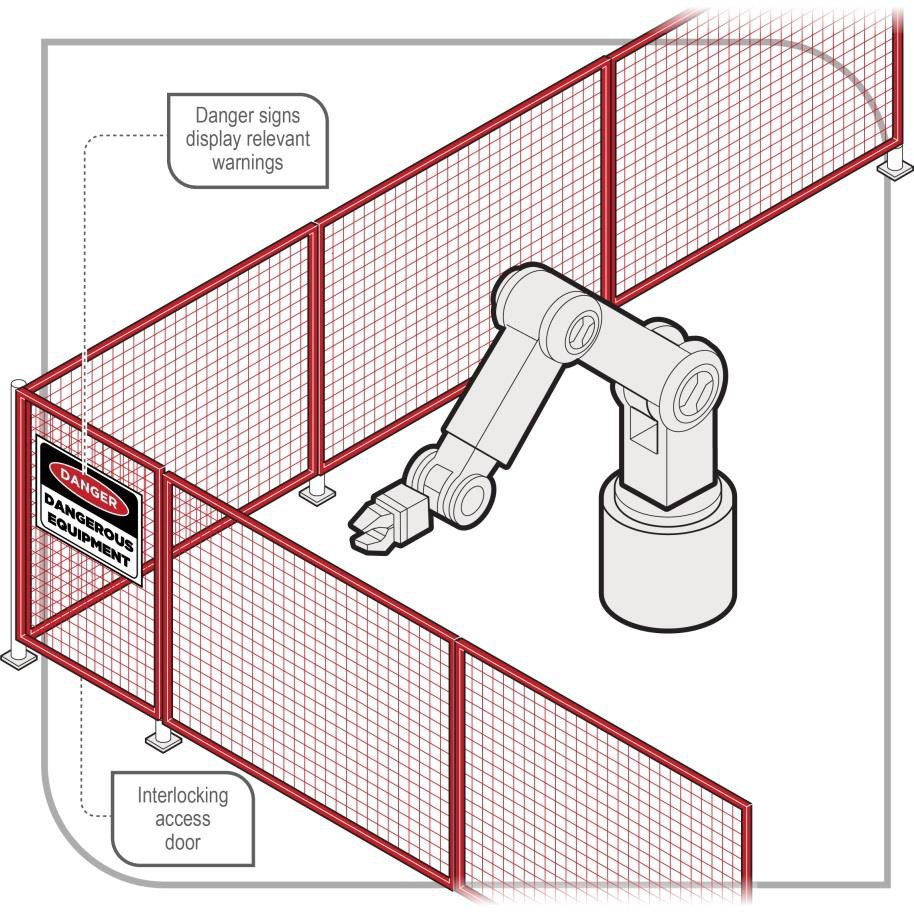 Danger signs
display relevant
warnings
DANGER
DANGEROUS
EQUIPMENT
Interlocking
access
door